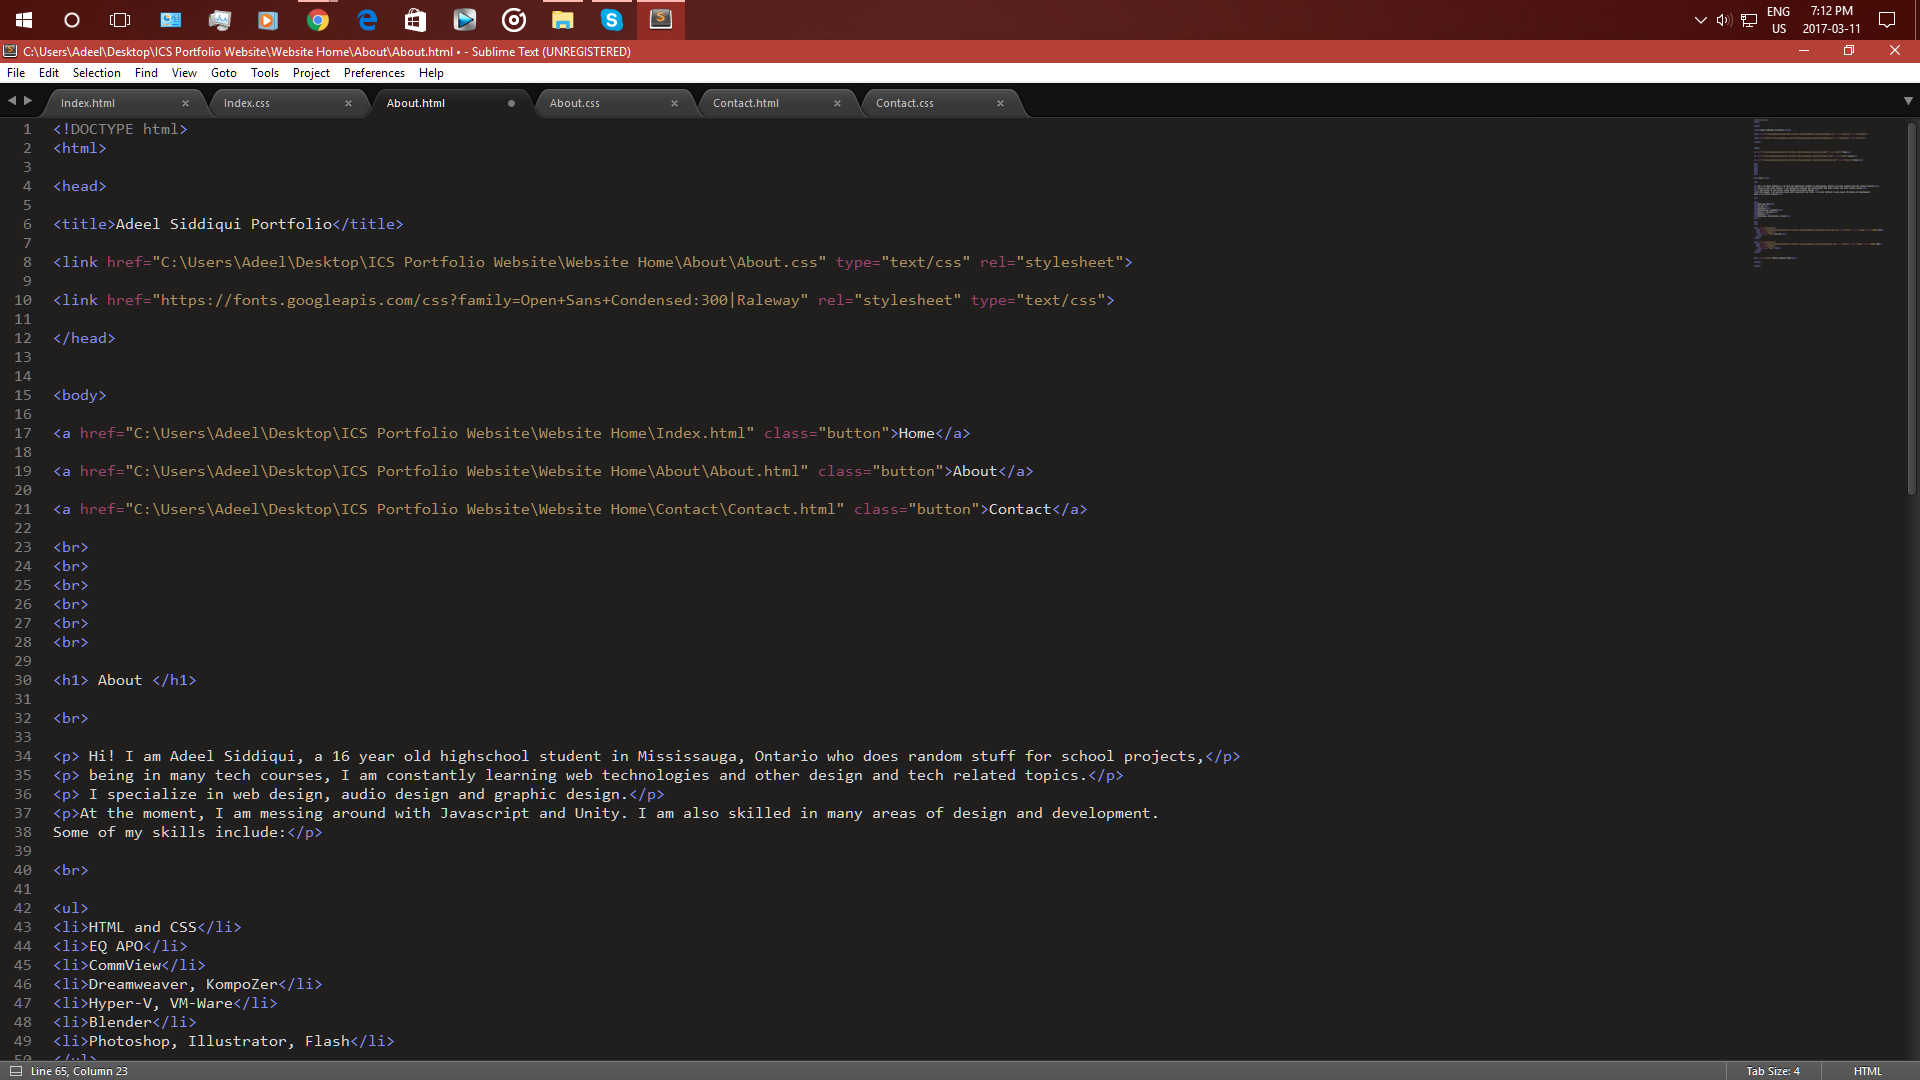 ENG
US
7:12 PM
2017-03-11
C:\Users\Adeel\Desktop\ICS Portfolio Website\Website Home\About\About.html • - Sublime Text (UNREGISTERED)
File Edit Selection Find View Goto Tools Project Preferences Help
Index.html Index.css About.html About.css Contact.html Contact.css
1 <!DOCTYPE html>
2 <html>
3
4 <head>
5
6 <title>Adeel Siddiqui Portfolio</title>
7
8 <link href="C:\Users\Adeel\Desktop\ICS Portfolio Website\Website Home\About\About.css" type="text/css" rel="stylesheet">
9
10 <link href="https://fonts.googleapis.com/css?family=Open+Sans+Condensed:300|Raleway" rel="stylesheet" type="text/css">
11
12 </head>
13
14
15 <body>
16
17 <a href="C:\Users\Adeel\Desktop\ICS Portfolio Website\Website Home\Index.html" class="button">Home</a>
18
19 <a href="C:\Users\Adeel\Desktop\ICS Portfolio Website\Website Home\About\About.html" class="button">About</a>
20
21 <a href="C:\Users\Adeel\Desktop\ICS Portfolio Website\Website Home\Contact\Contact.html" class="button">Contact</a>
22
23 <br>
24 <br>
25 <br>
26 <br>
27 <br>
28 <br>
29
30 <h1> About </h1>
31
32 <br>
33
34 <p> Hi! I am Adeel Siddiqui, a 16 year old highschool student in Mississauga, Ontario who does random stuff for school projects,</p>
35 <p> being in many tech courses, I am constantly learning web technologies and other design and tech related topics.</p>
36 <p> I specialize in web design, audio design and graphic design.</p>
37 <p>At the moment, I am messing around with Javascript and Unity. I am also skilled in many areas of design and development.
38 Some of my skills include:</p>
39
40 <br>
41
42 <ul>
43 <li>HTML and CSS</li>
44 <li>EQ APO</li>
45 <li>CommView</li>
46 <li>Dreamweaver, KompoZer</li>
47 <li>Hyper-V, VM-Ware</li>
48 <li>Blender</li>
49 <li>Photoshop, Illustrator, Flash</li>
50 </ul>
Line 65, Column 23
Tab Size: 4
HTML